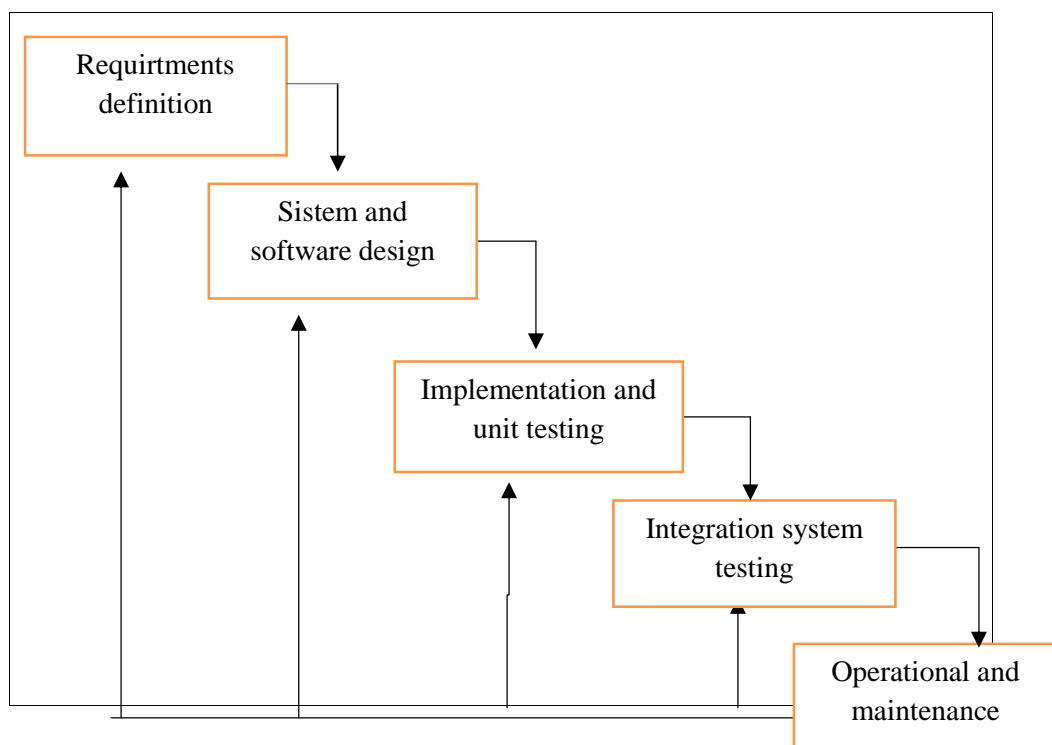 Requirtments
definition
Sistem and
software design
Implementation and
unit testing
Integration system
testing
Operational and
maintenance